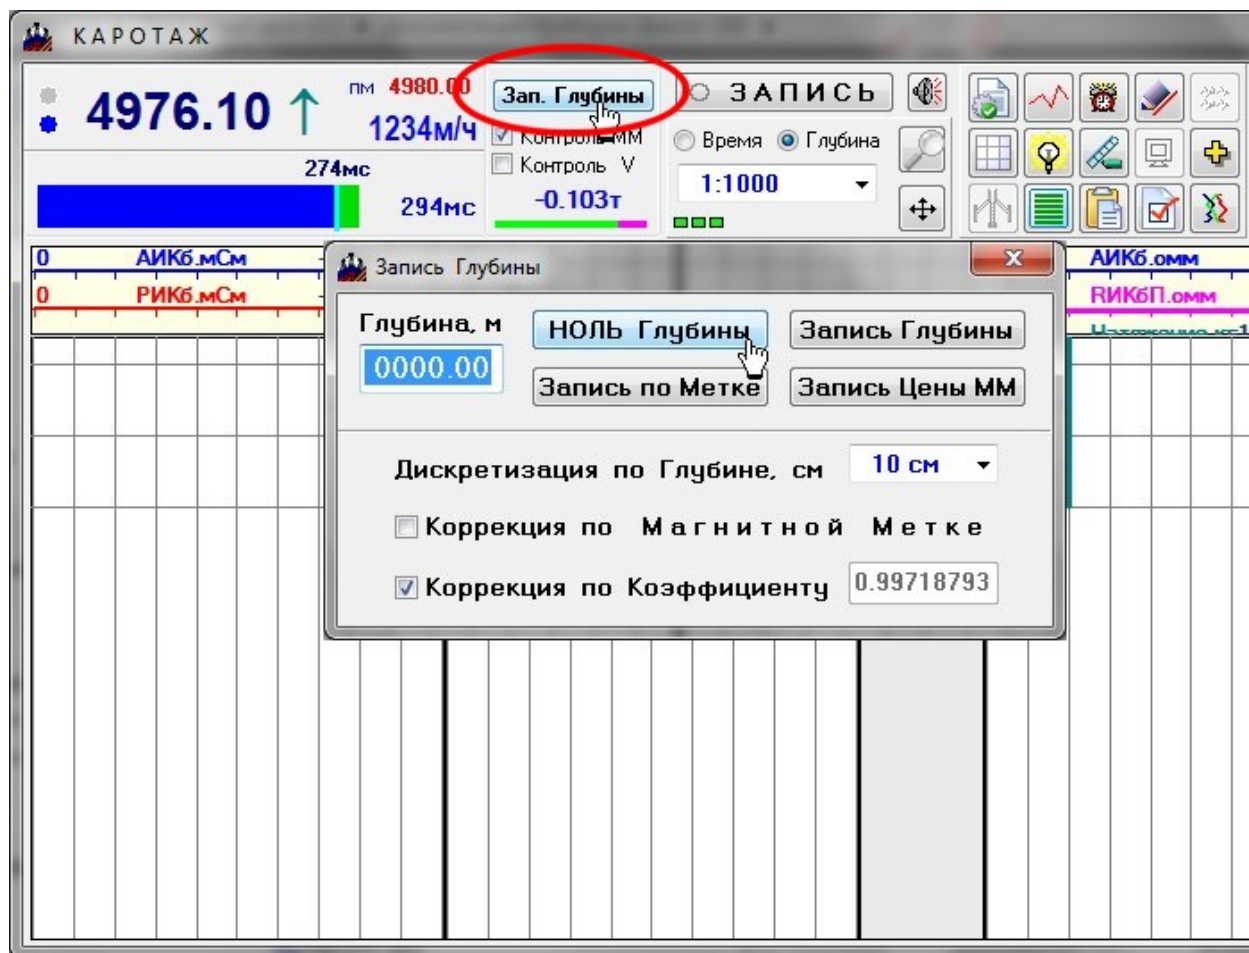 КАРОТАЖ
4976.10
пм 4980.00
1234м/ч
274мс
294мс
Зап. Глубины
Контроль ММ
Контроль V
-0.103т
ЗАПИСЬ
Время Глубина
1:1000
0 АИКб.мСм
0 РИКб.мСм
АИКб.омм
RИКбП.омм
Запись Глубины
Глубина, м
0000.00
НОЛЬ Глубины
Запись Глубины
Запись по Метке
Запись Цены ММ
Дискретизация по Глубине, см 10 см
Коррекция по Магнитной Метке
Коррекция по Коэффициенту 0.99718793